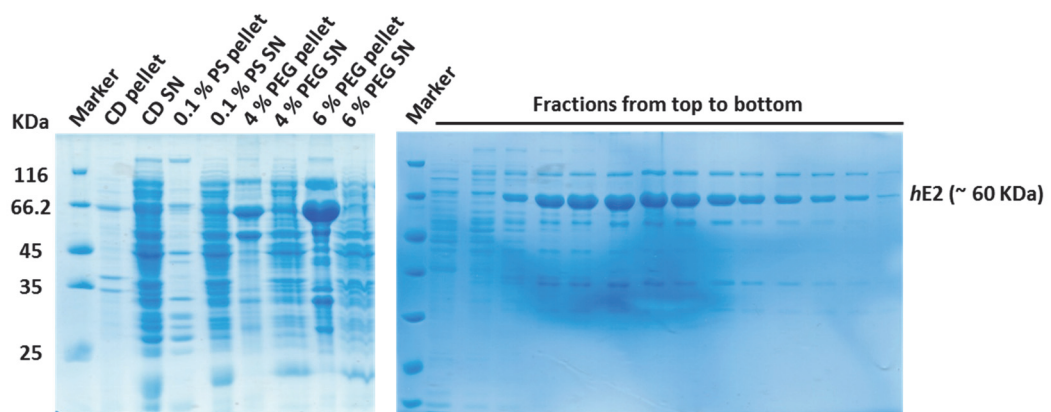 Marker
CD pellet
CD SN
0.1 % PS pellet
0.1 % PS SN
4 % PEG pellet
4 % PEG SN
6 % PEG pellet
6 % PEG SN
KDa
116
66.2
45
35
25
Marker
Fractions from top to bottom
hE2 (~ 60 KDa)